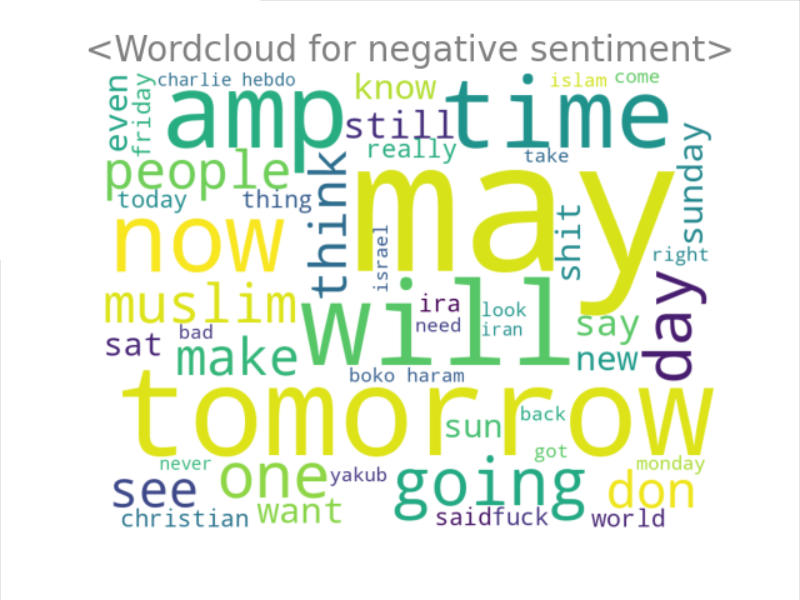 <Wordcloud for negative sentiment>
even
friday
charlie hebdo
amp
know
still
time
islam
come
really
take
sunday
people
today
thing
think
may
now
israel
shit
right
muslim
will
ira
need
look
iran
say
day
sat
bad
make
new
boko haram
tomorrow
sun
back
got
never
see
one
yakub
going
don
monday
christian
want
said
fuck
world